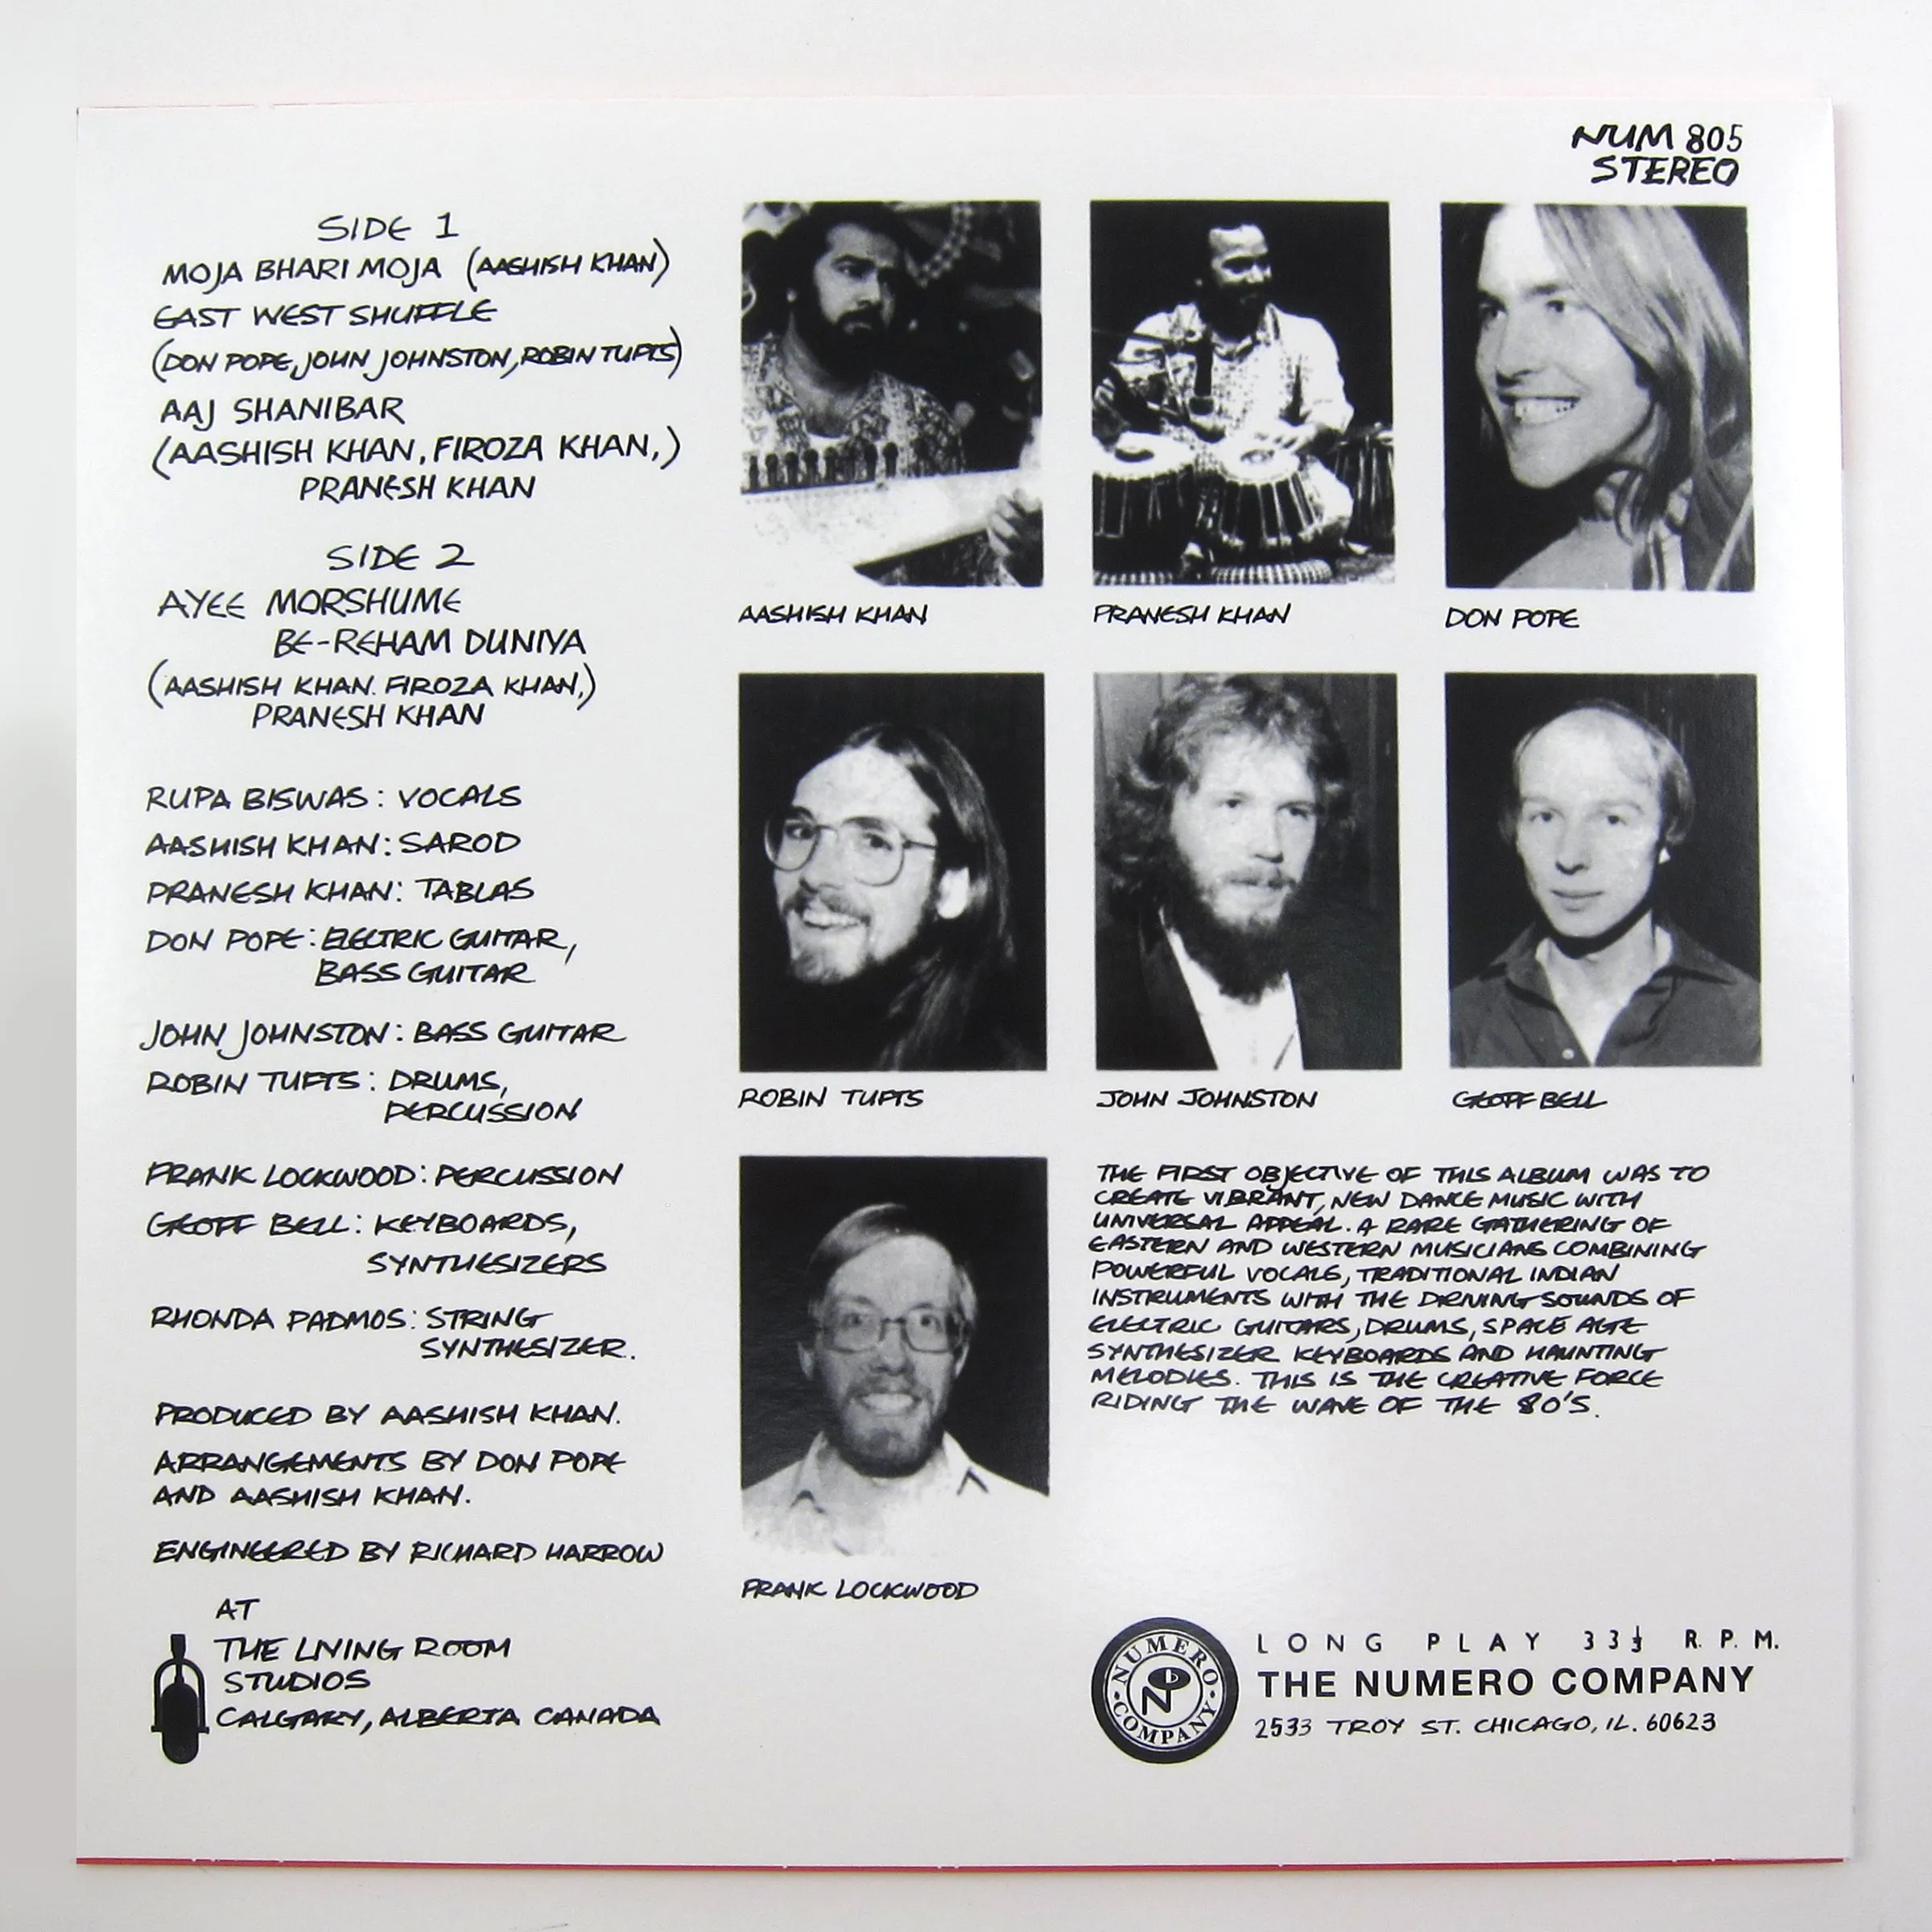 NUM 805
STEREO
SIDE 1
MOJA BHARI MOJA (AASHISH KHAN)
EAST WEST SHUFFLE
(DON POPE, JOHN JOHNSTON, ROBIN TUFTS)
AAJ SHANIBAR
(AASHISH KHAN, FIROZA KHAN,)
PRANESH KHAN
SIDE 2
AYEE MORSHUME
BE-REHAM DUNIYA
(AASHISH KHAN. FIROZA KHAN,)
PRANESH KHAN
RUPA BISWAS: VOCALS
AASHISH KHAN: SAROD
PRANESH KHAN: TABLAS
DON POPE: ELECTRIC GUITAR,
BASS GUITAR
JOHN JOHNSTON: BASS GUITAR
ROBIN TUFTS: DRUMS,
PERCUSSION
FRANK LOCKWOOD: PERCUSSION
GEOFF BELL: KEYBOARDS,
SYNTHESIZERS
RHONDA PADMOS: STRING
SYNTHESIZER.
PRODUCED BY AASHISH KHAN.
ARRANGEMENTS BY DON POPE
AND AASHISH KHAN.
ENGINEERED BY RICHARD HARROW
AT
THE LIVING ROOM
STUDIOS
CALGARY, ALBERTA CANADA
AASHISH KHAN
PRANESH KHAN
DON POPE
ROBIN TUFTS
JOHN JOHNSTON
GEOFF BELL
FRANK LOCKWOOD
THE FIRST OBJECTIVE OF THIS ALBUM WAS TO
CREATE VIBRANT, NEW DANCE MUSIC WITH
UNIVERSAL APPEAL. A RARE GATHERING OF
EASTERN AND WESTERN MUSICIANS COMBINING
POWERFUL VOCALS, TRADITIONAL INDIAN
INSTRUMENTS WITH THE DRIVING SOUNDS OF
ELECTRIC GUITARS, DRUMS, SPACE AGE
SYNTHESIZER KEYBOARDS AND HAUNTING
MELODIES. THIS IS THE CREATIVE FORCE
RIDING THE WAVE OF THE 80'S.
NUMERO
N
COMPANY
LONG PLAY 33⅓ R.P.M.
THE NUMERO COMPANY
2533 TROY ST. CHICAGO, IL. 60623